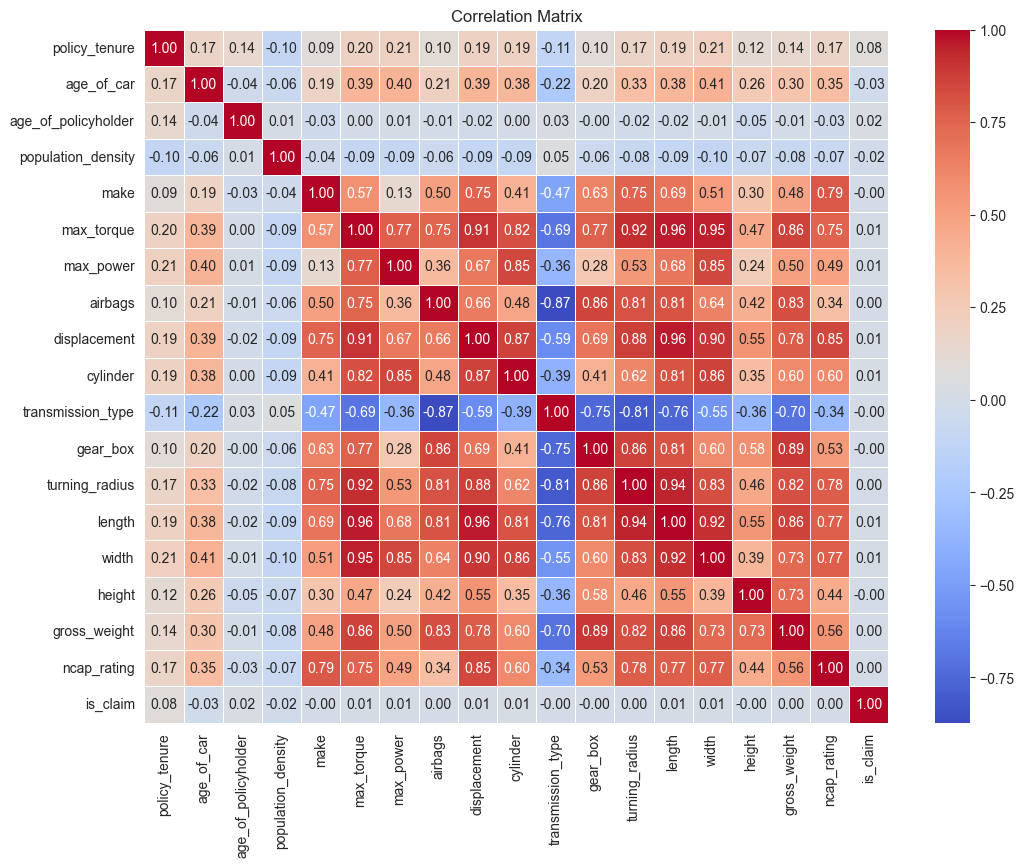 Correlation Matrix
policy_tenure 1.00 0.17 0.14 -0.10 0.09 0.20 0.21 0.10 0.19 0.19 -0.11 0.10 0.17 0.19 0.21 0.12 0.14 0.17 0.08
age_of_car 0.17 1.00 -0.04 -0.06 0.19 0.39 0.40 0.21 0.39 0.38 -0.22 0.20 0.33 0.38 0.41 0.26 0.30 0.35 -0.03
age_of_policyholder 0.14 -0.04 1.00 0.01 -0.03 0.00 0.01 -0.01 -0.02 0.00 0.03 -0.00 -0.02 -0.02 -0.01 -0.05 -0.01 -0.03 0.02
population_density -0.10 -0.06 0.01 1.00 -0.04 -0.09 -0.09 -0.06 -0.09 -0.09 0.05 -0.06 -0.08 -0.09 -0.10 -0.07 -0.08 -0.07 -0.02
make 0.09 0.19 -0.03 -0.04 1.00 0.57 0.13 0.50 0.75 0.41 -0.47 0.63 0.75 0.69 0.51 0.30 0.48 0.79 -0.00
max_torque 0.20 0.39 0.00 -0.09 0.57 1.00 0.77 0.75 0.91 0.82 -0.69 0.77 0.92 0.96 0.95 0.47 0.86 0.75 0.01
max_power 0.21 0.40 0.01 -0.09 0.13 0.77 1.00 0.36 0.67 0.85 -0.36 0.28 0.53 0.68 0.85 0.24 0.50 0.49 0.01
airbags 0.10 0.21 -0.01 -0.06 0.50 0.75 0.36 1.00 0.66 0.48 -0.87 0.86 0.81 0.81 0.64 0.42 0.83 0.34 0.00
displacement 0.19 0.39 -0.02 -0.09 0.75 0.91 0.67 0.66 1.00 0.87 -0.59 0.69 0.88 0.96 0.90 0.55 0.78 0.85 0.01
cylinder 0.19 0.38 0.00 -0.09 0.41 0.82 0.85 0.48 0.87 1.00 -0.39 0.41 0.62 0.81 0.86 0.35 0.60 0.60 0.01
transmission_type -0.11 -0.22 0.03 0.05 -0.47 -0.69 -0.36 -0.87 -0.59 -0.39 1.00 -0.75 -0.81 -0.76 -0.55 -0.36 -0.70 -0.34 -0.00
gear_box 0.10 0.20 -0.00 -0.06 0.63 0.77 0.28 0.86 0.69 0.41 -0.75 1.00 0.86 0.81 0.60 0.58 0.89 0.53 -0.00
turning_radius 0.17 0.33 -0.02 -0.08 0.75 0.92 0.53 0.81 0.88 0.62 -0.81 0.86 1.00 0.94 0.83 0.46 0.82 0.78 0.00
length 0.19 0.38 -0.02 -0.09 0.69 0.96 0.68 0.81 0.96 0.81 -0.76 0.81 0.94 1.00 0.92 0.55 0.86 0.77 0.01
width 0.21 0.41 -0.01 -0.10 0.51 0.95 0.85 0.64 0.90 0.86 -0.55 0.60 0.83 0.92 1.00 0.39 0.73 0.77 0.01
height 0.12 0.26 -0.05 -0.07 0.30 0.47 0.24 0.42 0.55 0.35 -0.36 0.58 0.46 0.55 0.39 1.00 0.73 0.44 -0.00
gross_weight 0.14 0.30 -0.01 -0.08 0.48 0.86 0.50 0.83 0.78 0.60 -0.70 0.89 0.82 0.86 0.73 0.73 1.00 0.56 0.00
ncap_rating 0.17 0.35 -0.03 -0.07 0.79 0.75 0.49 0.34 0.85 0.60 -0.34 0.53 0.78 0.77 0.77 0.44 0.56 1.00 0.00
is_claim 0.08 -0.03 0.02 -0.02 -0.00 0.01 0.01 0.00 0.01 0.01 -0.00 -0.00 0.00 0.01 0.01 -0.00 0.00 0.00 1.00
policy_tenure
age_of_car
age_of_policyholder
population_density
make
max_torque
max_power
airbags
displacement
cylinder
transmission_type
gear_box
turning_radius
length
width
height
gross_weight
ncap_rating
is_claim
1.00
0.75
0.50
0.25
0.00
−0.25
−0.50
−0.75